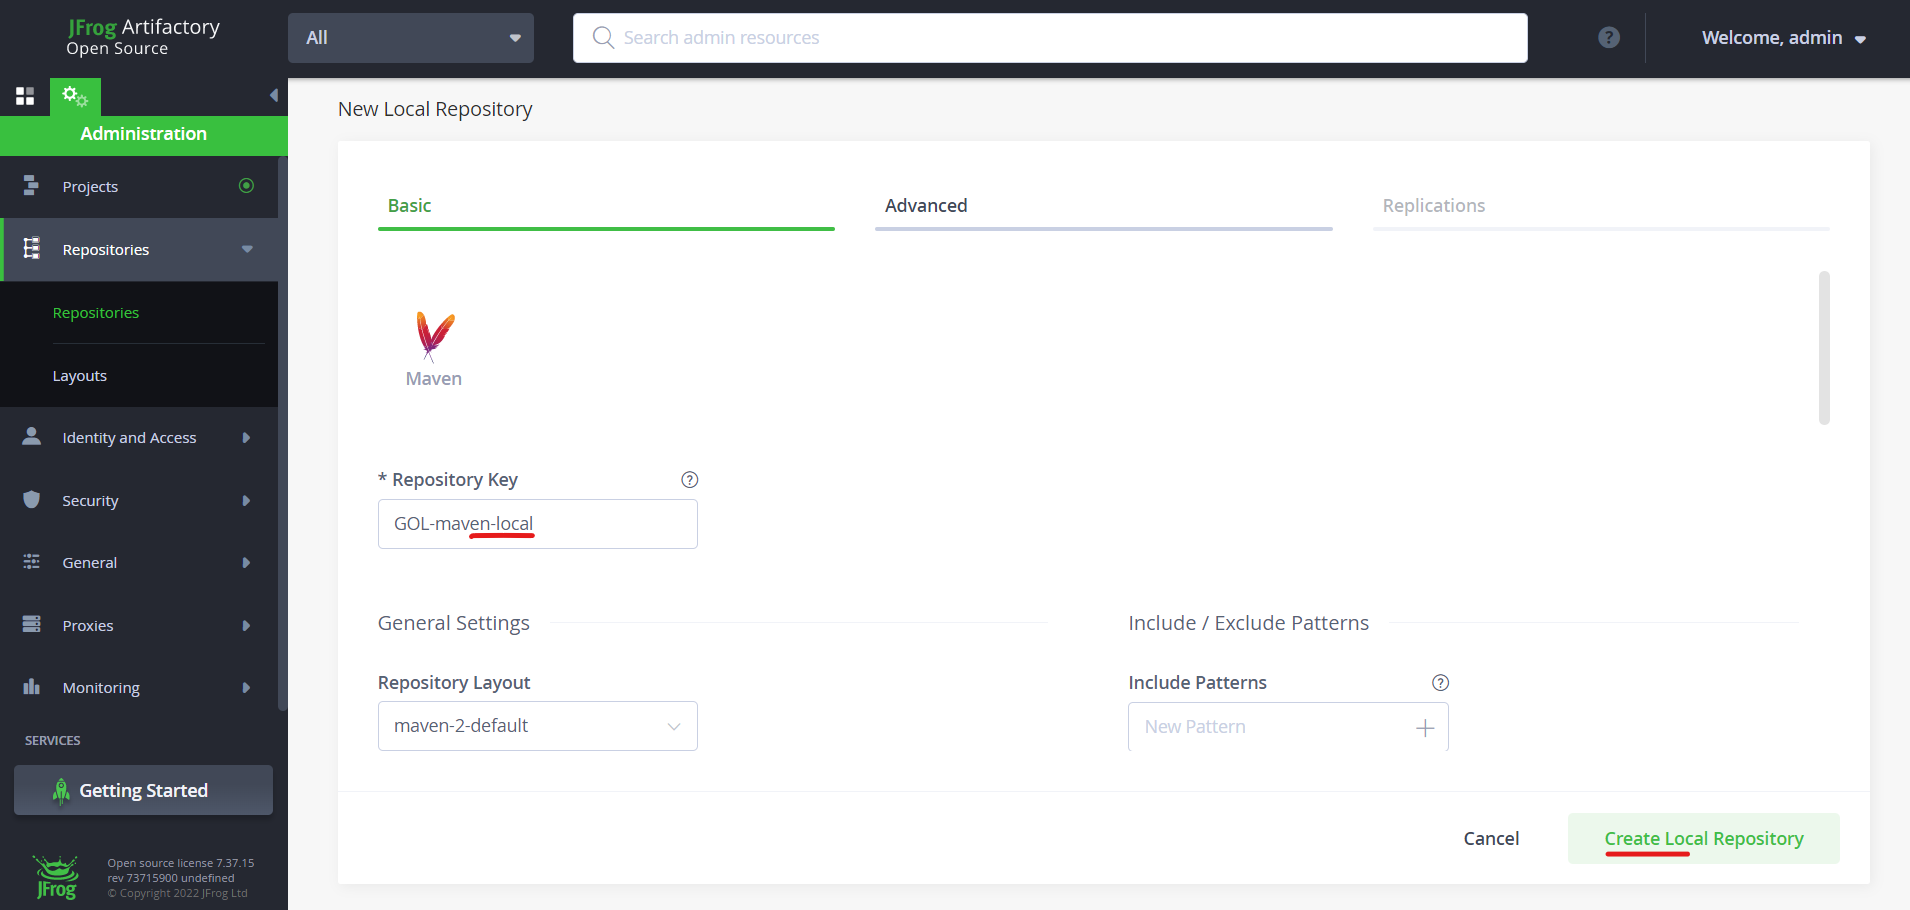 JFrog Artifactory
Open Source
All
Search admin resources
?
Welcome, admin
Administration
Projects
Repositories
Repositories
Layouts
Identity and Access
Security
General
Proxies
Monitoring
SERVICES
Getting Started
JFrog
Open source license 7.37.15
rev 73715900 undefined
© Copyright 2022 JFrog Ltd
New Local Repository
Basic
Advanced
Replications
Maven
* Repository Key
?
GOL-maven-local
General Settings
Repository Layout
maven-2-default
Include / Exclude Patterns
Include Patterns
?
New Pattern
Cancel
Create Local Repository